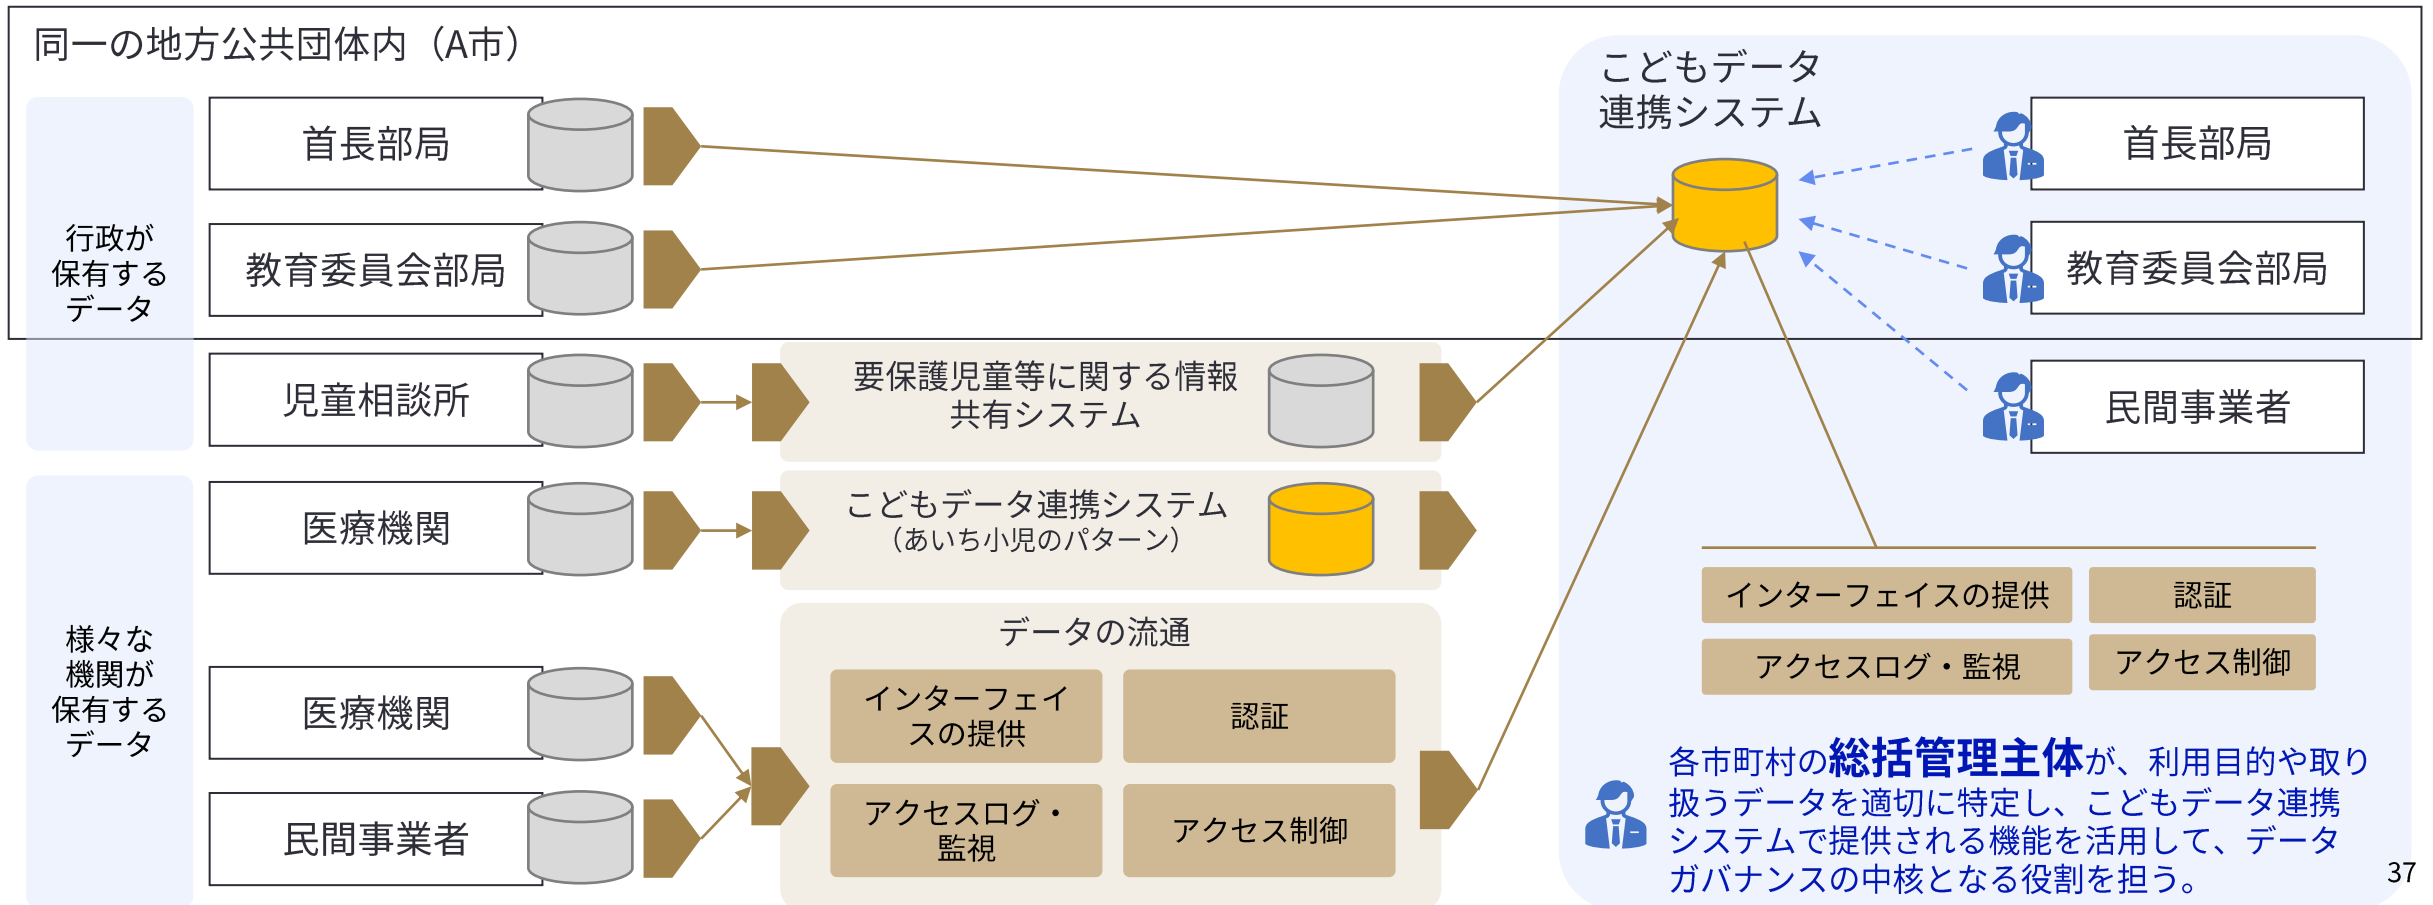 同一の地方公共団体内（A市）
行政が
保有する
データ
首長部局
教育委員会部局
児童相談所
要保護児童等に関する情報
共有システム
様々な
機関が
保有する
データ
医療機関
こどもデータ連携システム
（あいち小児のパターン）
医療機関
民間事業者
データの流通
インターフェイ
スの提供
認証
アクセスログ・
監視
アクセス制御
こどもデータ
連携システム
首長部局
教育委員会部局
民間事業者
インターフェイスの提供
認証
アクセスログ・監視
アクセス制御
各市町村の総括管理主体が、利用目的や取り
扱うデータを適切に特定し、こどもデータ連携
システムで提供される機能を活用して、データ
ガバナンスの中核となる役割を担う。
37